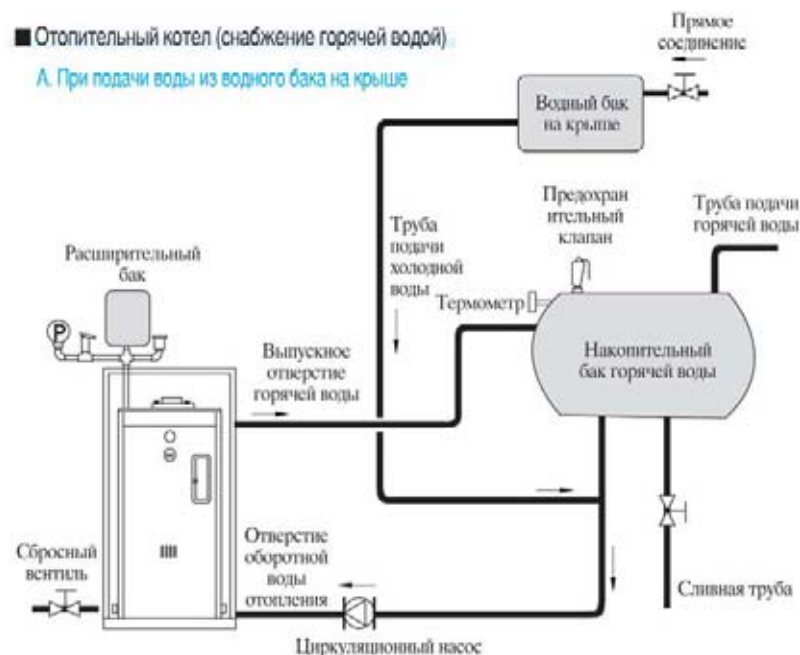 ■ Отопительный котел (снабжение горячей водой)
А. При подачи воды из водного бака на крыше
Прямое
соединение
Водный бак
на крыше
Предохран
ительный
клапан
Труба подачи
горячей воды
Труба
подачи
холодной
воды
Расширительный
бак
Термометр
P
Выпускное
отверстие
горячей воды
Накопительный
бак горячей воды
Отверстие
оборотной
воды
отопления
Сбросный
вентиль
Сливная труба
Циркуляционный насос